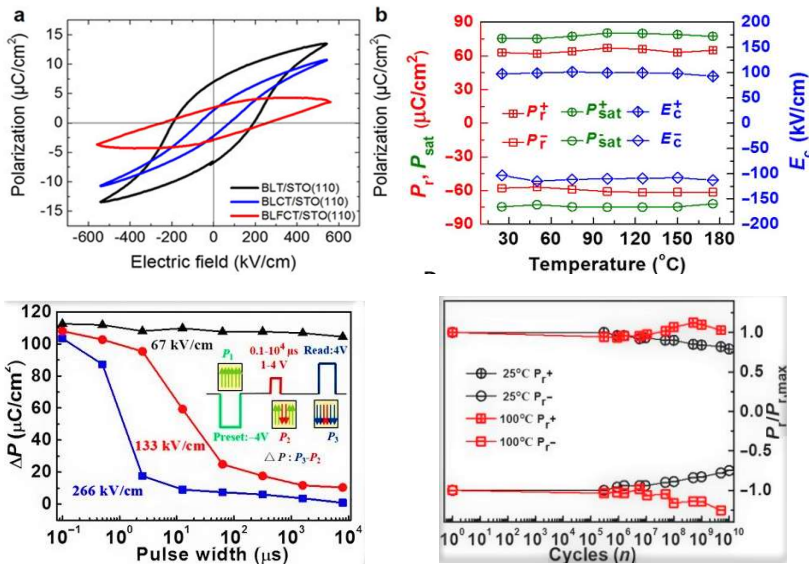 a
Polarization (μC/cm²)
15
10
5
0
-5
-10
-15
BLT/STO(110)
BLCT/STO(110)
BLFCT/STO(110)
-600 -400 -200 0 200 400 600
Electric field (kV/cm)
b
Polarization (μC/cm²)
Pr, Psat (μC/cm²)
90
60
30
0
−30
−60
−90
Pr+ Psat+ Ec+
Pr− Psat− Ec−
200
150
100
50
0
−50
−100
−150
−200
(kV/cm)
30 60 90 120 150 180
Temperature (°C)
ΔP (μC/cm²)
120
100
80
60
40
20
0
67 kV/cm
133 kV/cm
266 kV/cm
P1
0.1-10⁴ μs
1-4 V
Read:4V
Preset:–4V
P2
P3
△ P : P3-P2
10⁻¹ 10⁰ 10¹ 10² 10³ 10⁴
Pulse width (μs)
25°C Pr+
25°C Pr−
100°C Pr+
100°C Pr−
1.0
0.5
0.0
-0.5
-1.0
Pr/Pr,max
10⁰ 10¹ 10² 10³ 10⁴ 10⁵ 10⁶ 10⁷ 10⁸ 10⁹ 10¹⁰
Cycles (n)